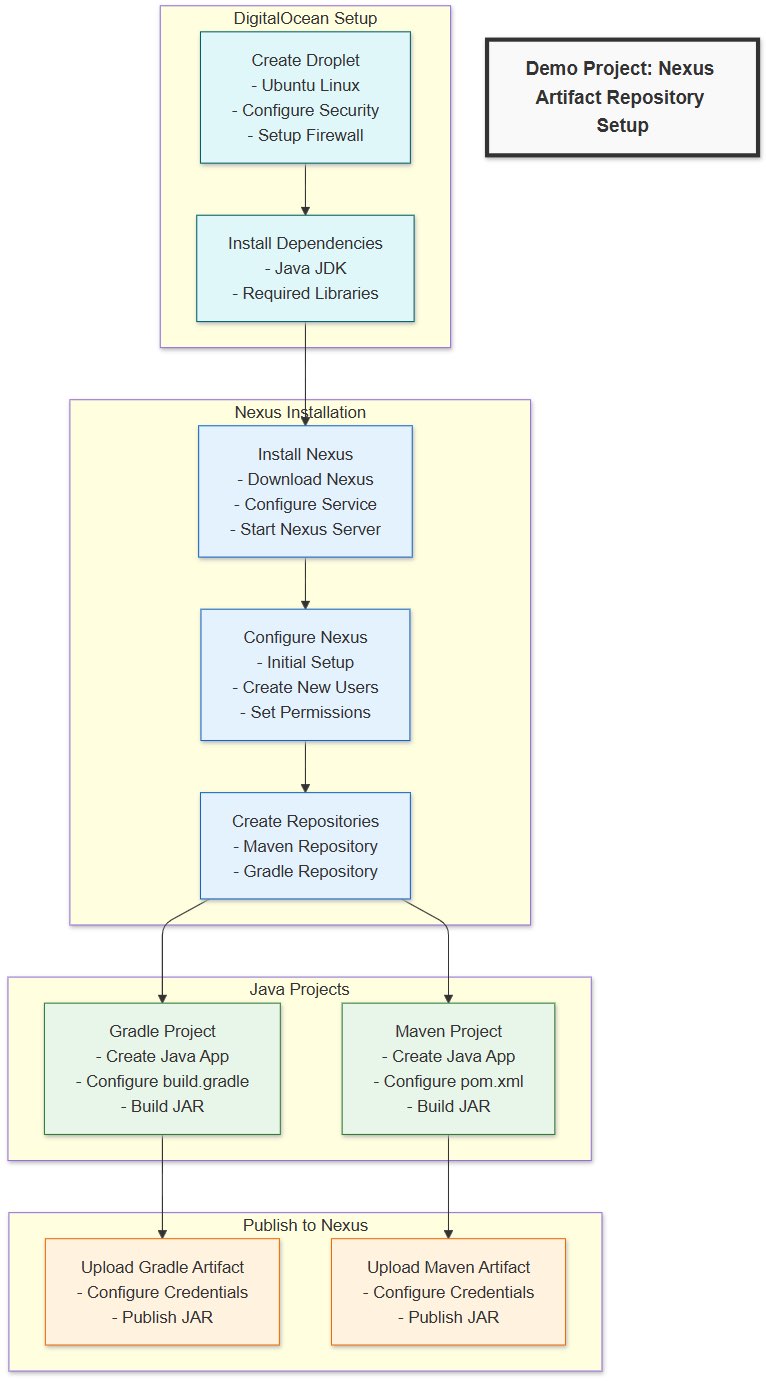 DigitalOcean Setup
Create Droplet
- Ubuntu Linux
- Configure Security
- Setup Firewall
Demo Project: Nexus
Artifact Repository
Setup
Install Dependencies
- Java JDK
- Required Libraries
Nexus Installation
Install Nexus
- Download Nexus
- Configure Service
- Start Nexus Server
Configure Nexus
- Initial Setup
- Create New Users
- Set Permissions
Create Repositories
- Maven Repository
- Gradle Repository
Java Projects
Gradle Project
- Create Java App
- Configure build.gradle
- Build JAR
Maven Project
- Create Java App
- Configure pom.xml
- Build JAR
Publish to Nexus
Upload Gradle Artifact
- Configure Credentials
- Publish JAR
Upload Maven Artifact
- Configure Credentials
- Publish JAR